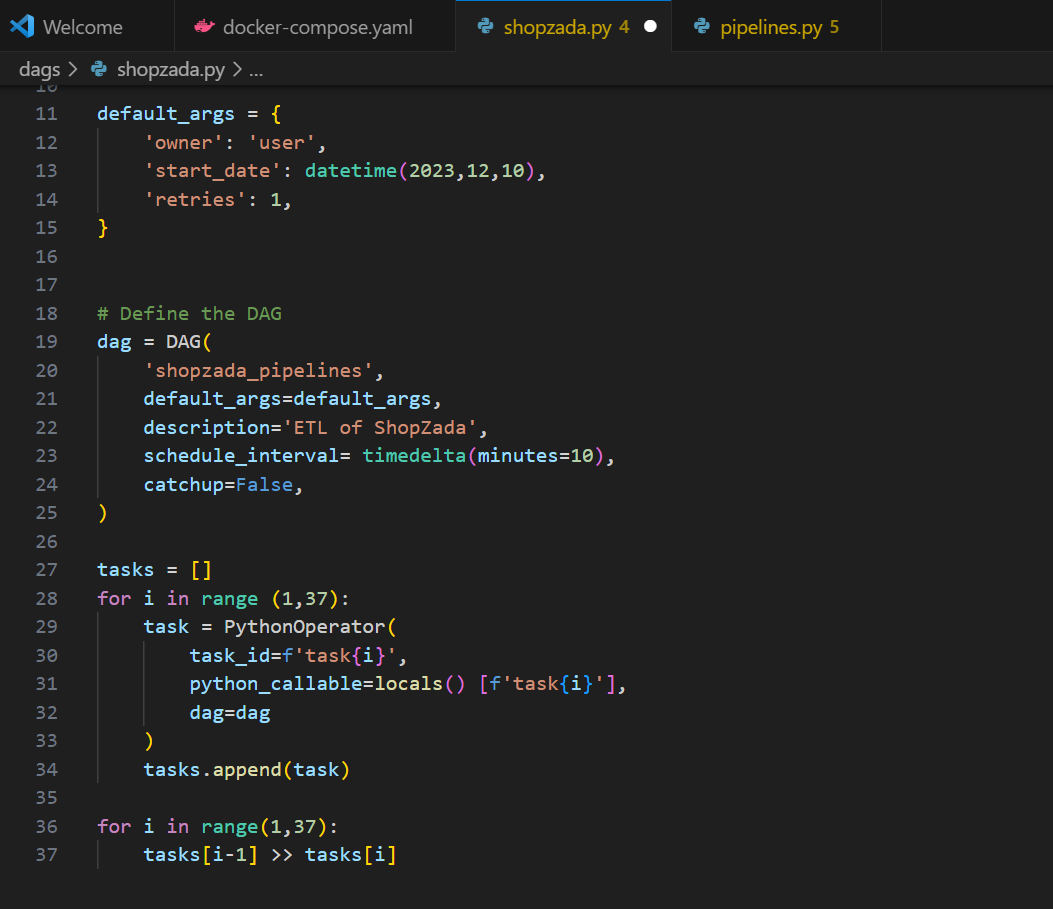 Welcome docker-compose.yaml shopzada.py 4 pipelines.py 5
dags > shopzada.py > ...
10
11 default_args = {
12     'owner': 'user',
13     'start_date': datetime(2023,12,10),
14     'retries': 1,
15 }
16
17
18 # Define the DAG
19 dag = DAG(
20     'shopzada_pipelines',
21     default_args=default_args,
22     description='ETL of ShopZada',
23     schedule_interval= timedelta(minutes=10),
24     catchup=False,
25 )
26
27 tasks = []
28 for i in range (1,37):
29     task = PythonOperator(
30         task_id=f'task{i}',
31         python_callable=locals() [f'task{i}'],
32         dag=dag
33     )
34     tasks.append(task)
35
36 for i in range(1,37):
37     tasks[i-1] >> tasks[i]